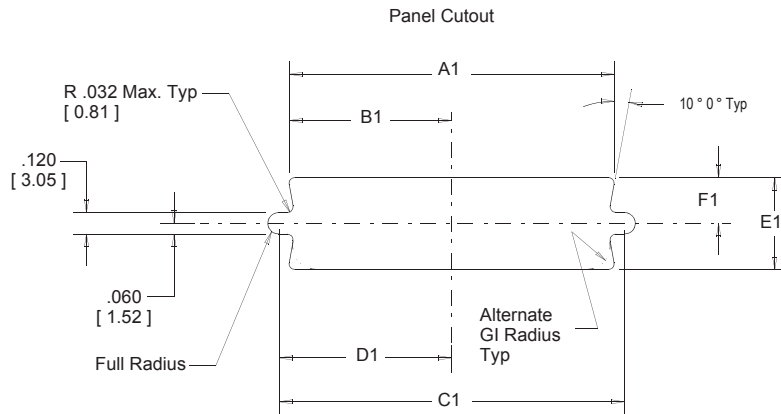 Panel Cutout
A1
R .032 Max. Typ
[ 0.81 ]
10 ° 0 ° Typ
B1
.120
[ 3.05 ]
F1
E1
.060
[ 1.52 ]
Alternate
GI Radius
Typ
Full Radius
D1
C1